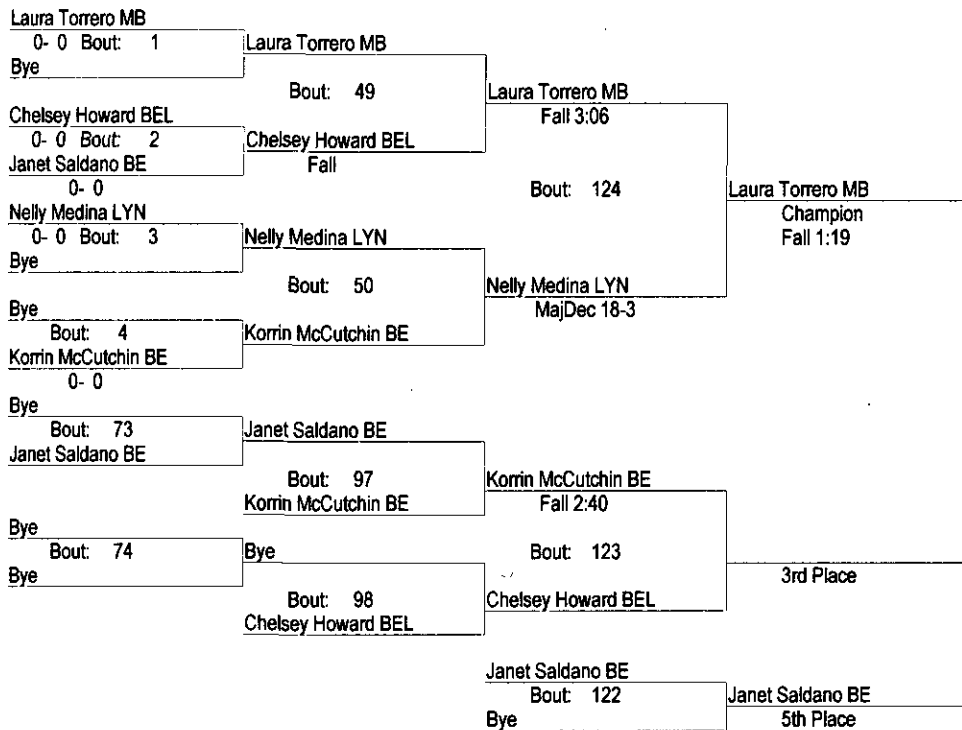 Laura Torrero MB
0- 0 Bout: 1
Bye
Laura Torrero MB
Bout: 49
Laura Torrero MB
Fall 3:06
Chelsey Howard BEL
0- 0 Bout: 2
Janet Saldano BE
0- 0
Chelsey Howard BEL
Fall
Bout: 124
Laura Torrero MB
Champion
Fall 1:19
Nelly Medina LYN
0- 0 Bout: 3
Bye
Nelly Medina LYN
Bout: 50
Nelly Medina LYN
MajDec 18-3
Bye
Bout: 4
Korrin McCutchin BE
0- 0
Korrin McCutchin BE
Bye
Bout: 73
Janet Saldano BE
Janet Saldano BE
Bout: 97
Korrin McCutchin BE
Korrin McCutchin BE
Fall 2:40
Bye
Bout: 74
Bye
Bye
Bout: 98
Chelsey Howard BEL
Bout: 123
Chelsey Howard BEL
3rd Place
Janet Saldano BE
Bout: 122
Bye
Janet Saldano BE
5th Place